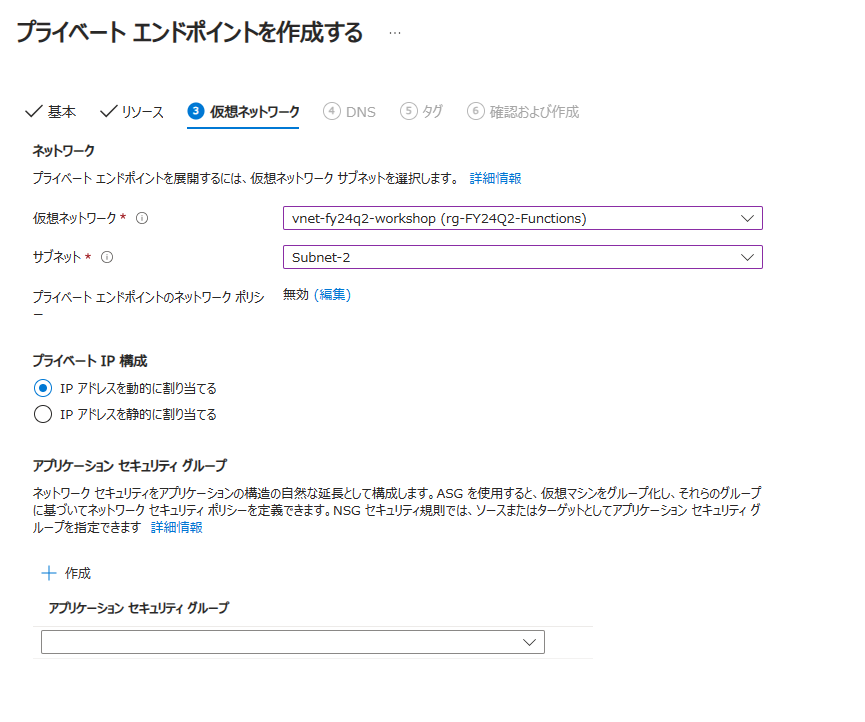 プライベート エンドポイントを作成する ...
基本 リソース 3 仮想ネットワーク 4 DNS 5 タグ 6 確認および作成
ネットワーク
プライベート エンドポイントを展開するには、仮想ネットワーク サブネットを選択します。 詳細情報
仮想ネットワーク * vnet-fy24q2-workshop (rg-FY24Q2-Functions)
サブネット * Subnet-2
プライベート エンドポイントのネットワーク ポリシ 無効 (編集)
ー
プライベート IP 構成
IP アドレスを動的に割り当てる
IP アドレスを静的に割り当てる
アプリケーション セキュリティ グループ
ネットワーク セキュリティをアプリケーションの構造の自然な延長として構成します。ASG を使用すると、仮想マシンをグループ化し、それらのグループ
に基づいてネットワーク セキュリティ ポリシーを定義できます。NSG セキュリティ規則では、ソースまたはターゲットとしてアプリケーション セキュリティ グ
ループを指定できます 詳細情報
+ 作成
アプリケーション セキュリティ グループ